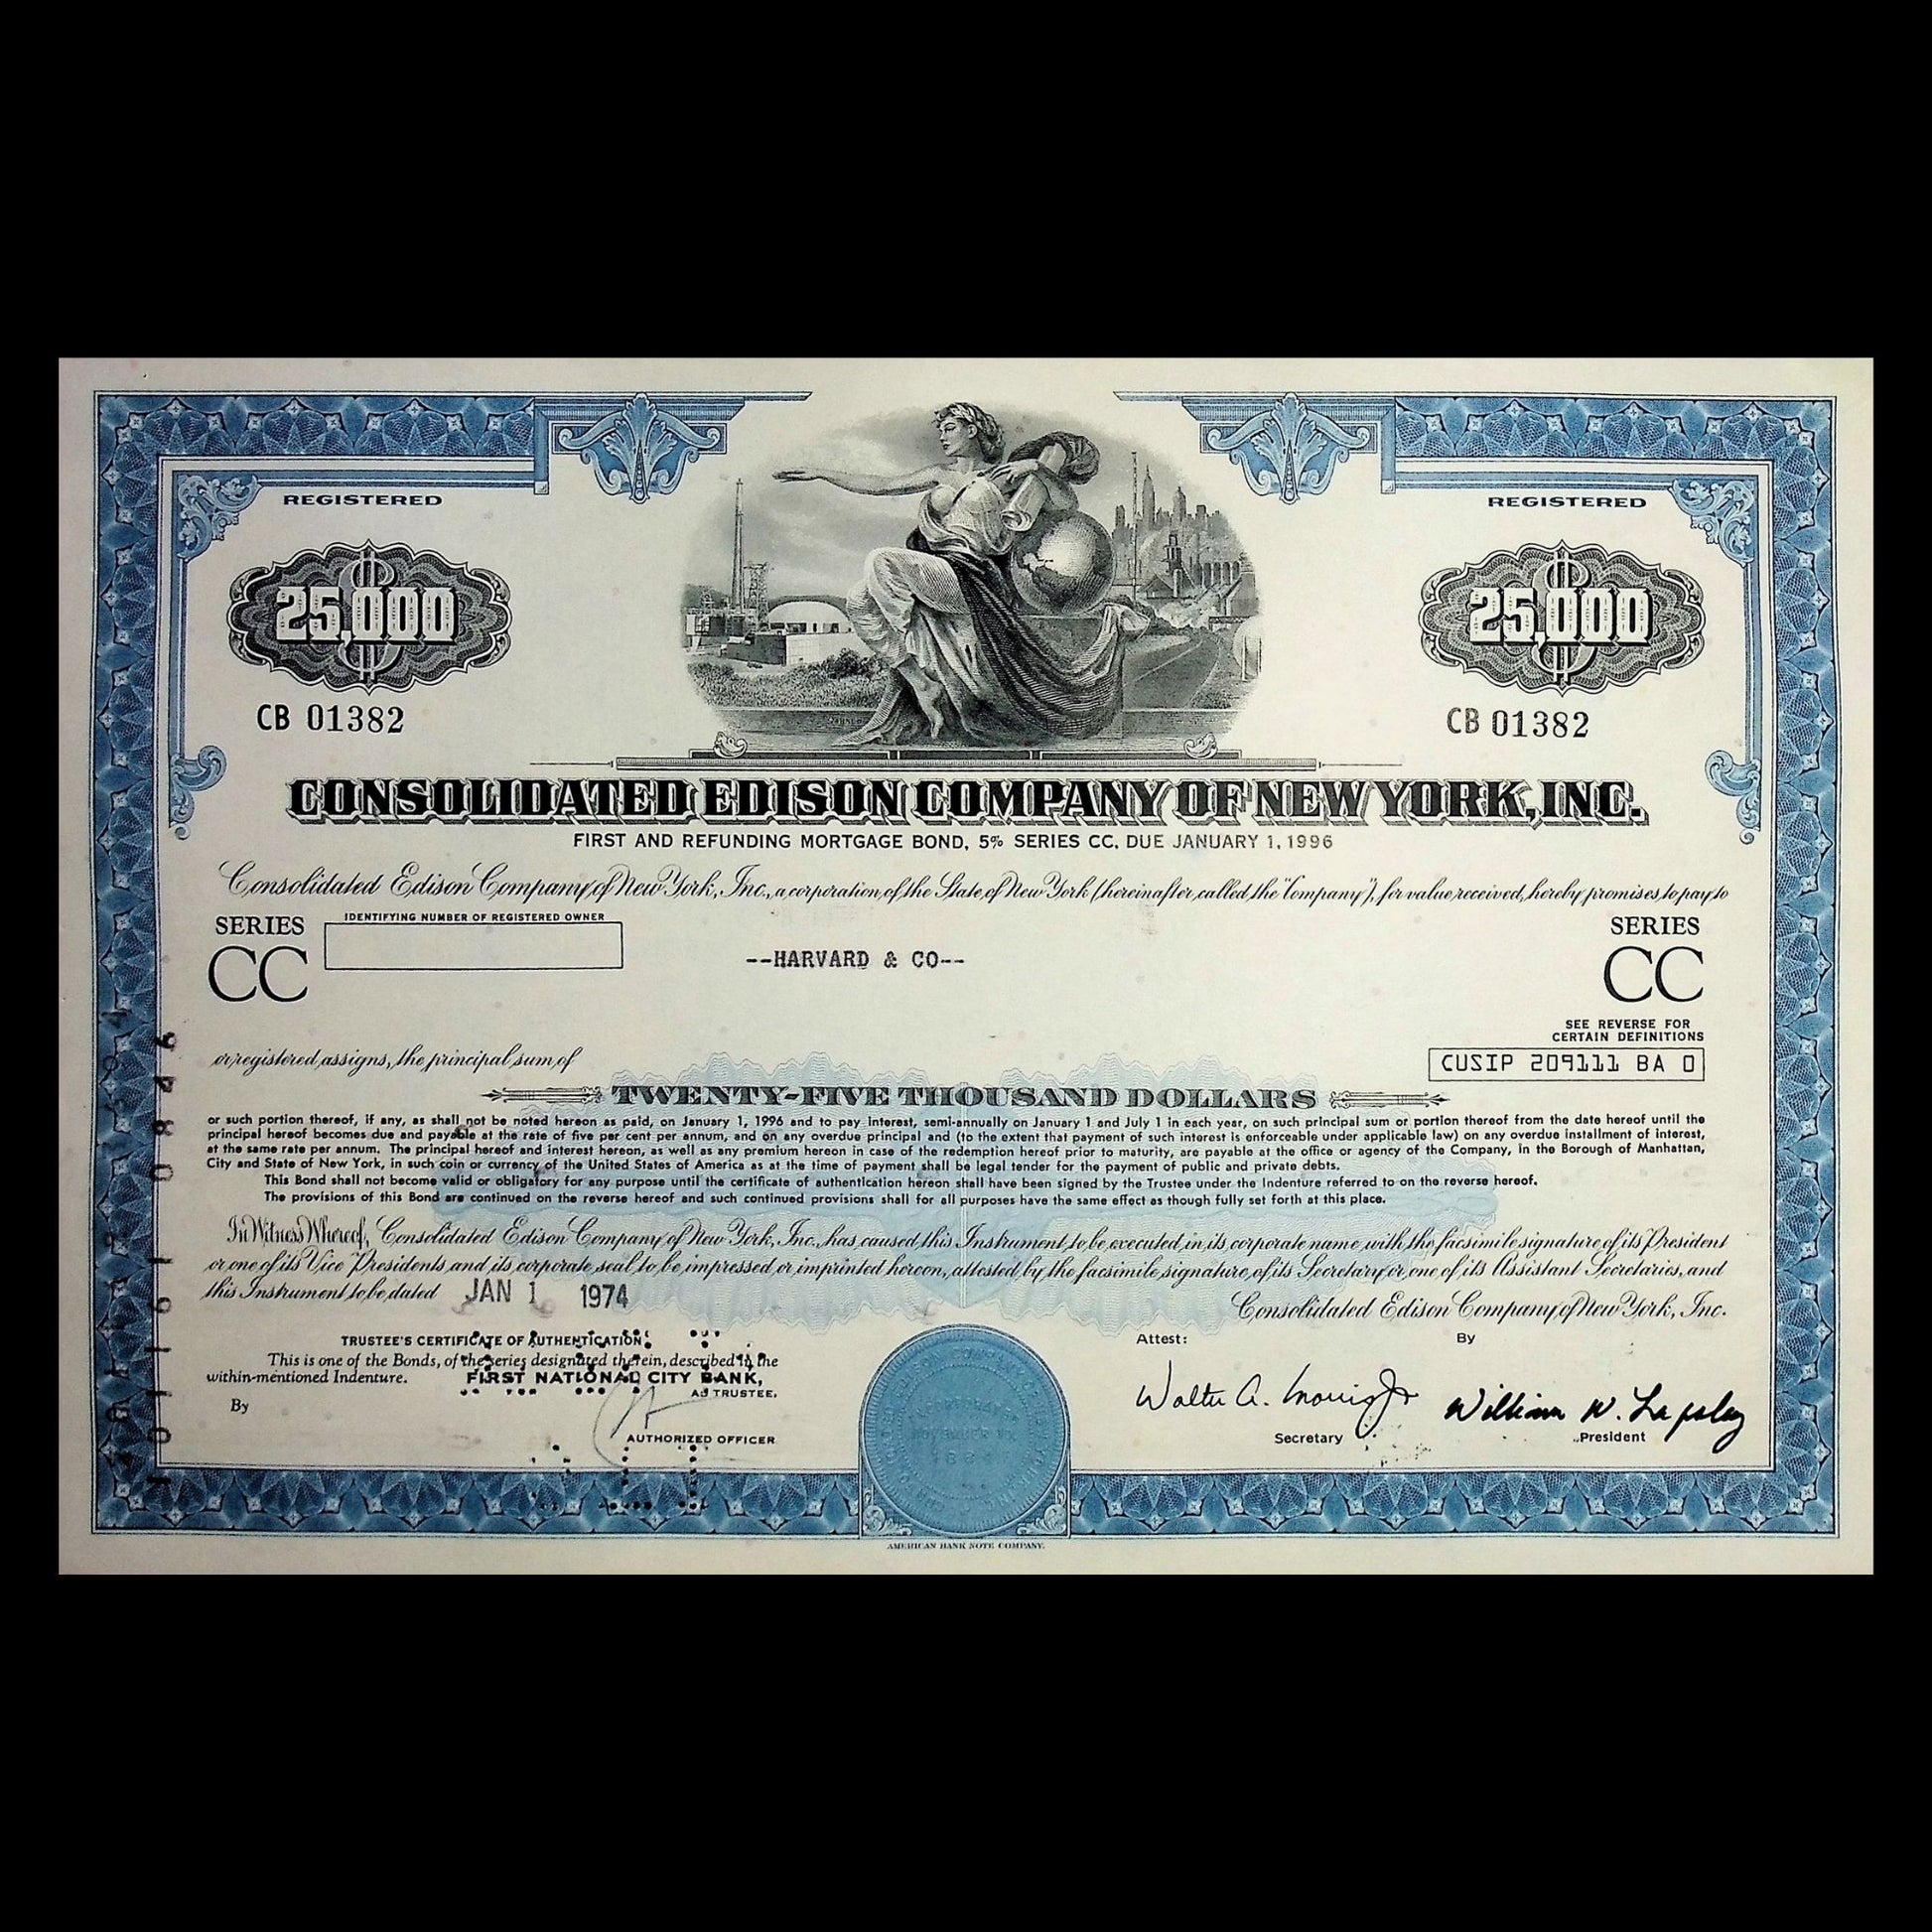 REGISTERED
REGISTERED
25,000
25,000
CB 01382
CB 01382
CONSOLIDATED EDISON COMPANY OF NEW YORK, INC.
FIRST AND REFUNDING MORTGAGE BOND, 5% SERIES CC, DUE JANUARY 1, 1996
Consolidated Edison Company of New York, Inc., a corporation of the State of New York (hereinafter called the "Company"), for value received, hereby promises to pay to
SERIES
CC
IDENTIFYING NUMBER OF REGISTERED OWNER
--HARVARD & CO--
SERIES
CC
SEE REVERSE FOR
CERTAIN DEFINITIONS
CUSIP 209111 BA 0
or registered assigns, the principal sum of
TWENTY-FIVE THOUSAND DOLLARS
or such portion thereof, if any, as shall not be noted hereon as paid, on January 1, 1996 and to pay interest, semi-annually on January 1 and July 1 in each year, on such principal sum or portion thereof from the date hereof until the
principal hereof becomes due and payable at the rate of five per cent per annum, and on any overdue principal and (to the extent that payment of such interest is enforceable under applicable law) on any overdue installment of interest,
at the same rate per annum. The principal hereof and interest hereon, as well as any premium hereon in case of the redemption hereof prior to maturity, are payable at the office or agency of the Company, in the Borough of Manhattan,
City and State of New York, in such coin or currency of the United States of America as at the time of payment shall be legal tender for the payment of public and private debts.
This Bond shall not become valid or obligatory for any purpose until the certificate of authentication hereon shall have been signed by the Trustee under the Indenture referred to on the reverse hereof.
The provisions of this Bond are continued on the reverse hereof and such continued provisions shall for all purposes have the same effect as though fully set forth at this place.
In Witness Whereof, Consolidated Edison Company of New York, Inc., has caused this Instrument to be executed in its corporate name with the facsimile signature of its President
or one of its Vice Presidents and its corporate seal to be impressed or imprinted hereon, attested by the facsimile signature of its Secretary or one of its Assistant Secretaries, and
this Instrument to be dated JAN 1 1974
Consolidated Edison Company of New York, Inc.
TRUSTEE'S CERTIFICATE OF AUTHENTICATION
This is one of the Bonds, of the series designated therein, described in the
within-mentioned Indenture.
FIRST NATIONAL CITY BANK,
AS TRUSTEE,
By
AUTHORIZED OFFICER
Attest:
By
Walter A. Morris Jr
William W. Lapsley
Secretary
President
1884
AMERICAN BANK NOTE COMPANY.